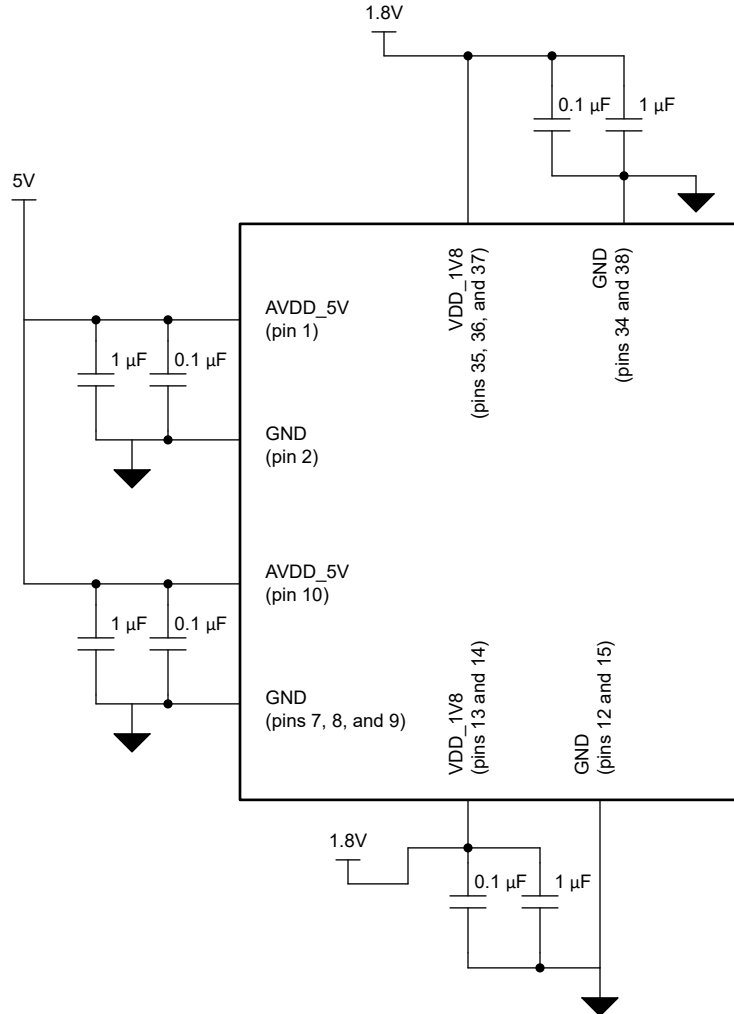 1.8V
0.1 µF
1 µF
5V
VDD_1V8
(pins 35, 36, and 37)
GND
(pins 34 and 38)
AVDD_5V
(pin 1)
1 µF
0.1 µF
GND
(pin 2)
AVDD_5V
(pin 10)
1 µF
0.1 µF
GND
(pins 7, 8, and 9)
VDD_1V8
(pins 13 and 14)
GND
(pins 12 and 15)
1.8V
0.1 µF
1 µF